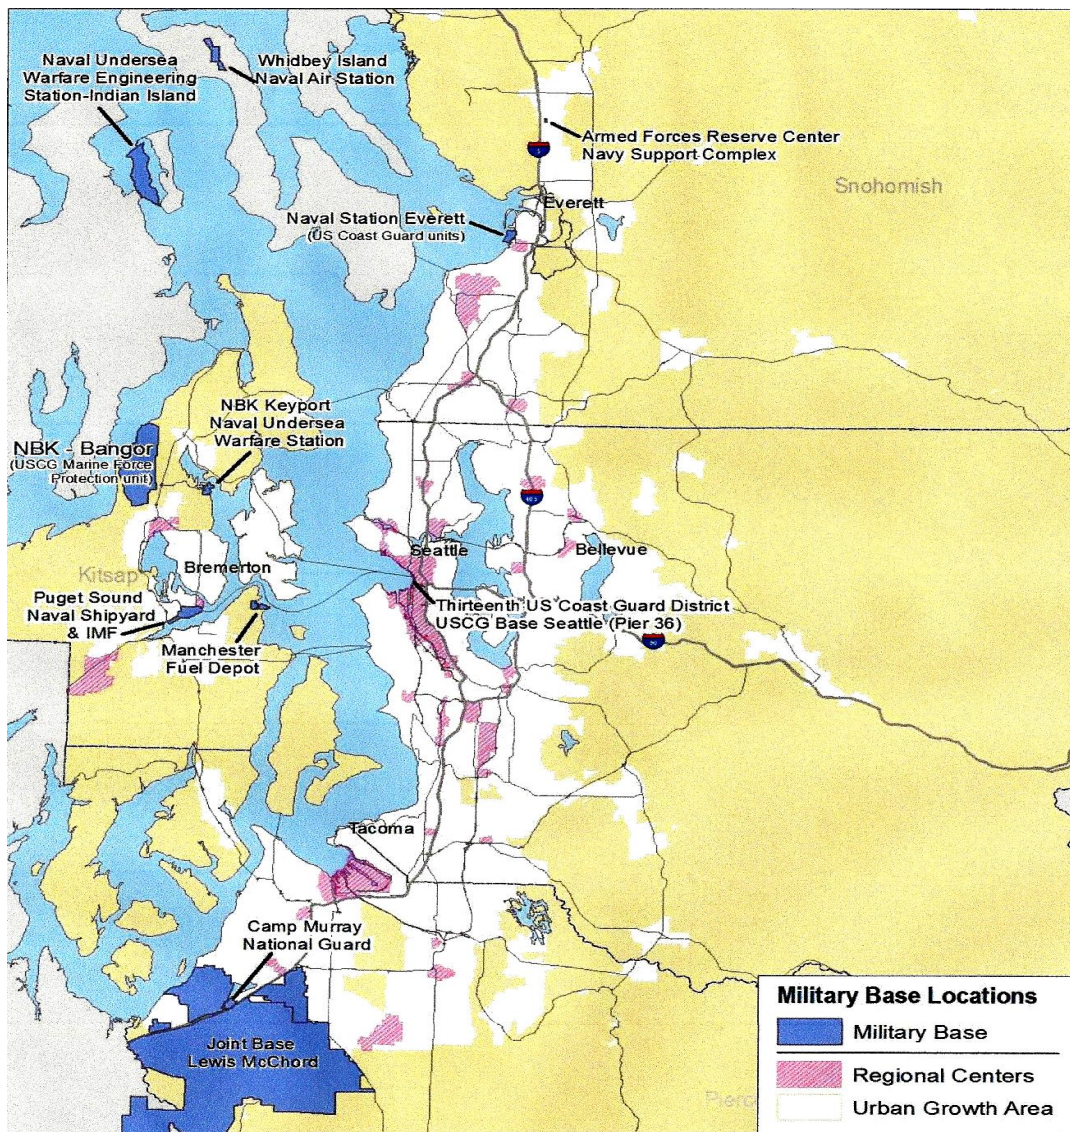 Naval Undersea
Warfare Engineering
Station-Indian Island
Whidbey Island
Naval Air Station
Armed Forces Reserve Center
Navy Support Complex
5
Snohomish
Everett
Naval Station Everett
(US Coast Guard units)
NBK Keyport
Naval Undersea
Warfare Station
NBK - Bangor
(USCG Marine Force
Protection unit)
405
Seattle
Bellevue
Kitsap
Bremerton
Puget Sound
Naval Shipyard
& IMF
Thirteenth US Coast Guard District
USCG Base Seattle (Pier 36)
90
Manchester
Fuel Depot
Tacoma
Camp Murray
National Guard
Joint Base
Lewis McChord
Pierc
Military Base Locations
Military Base
Regional Centers
Urban Growth Area